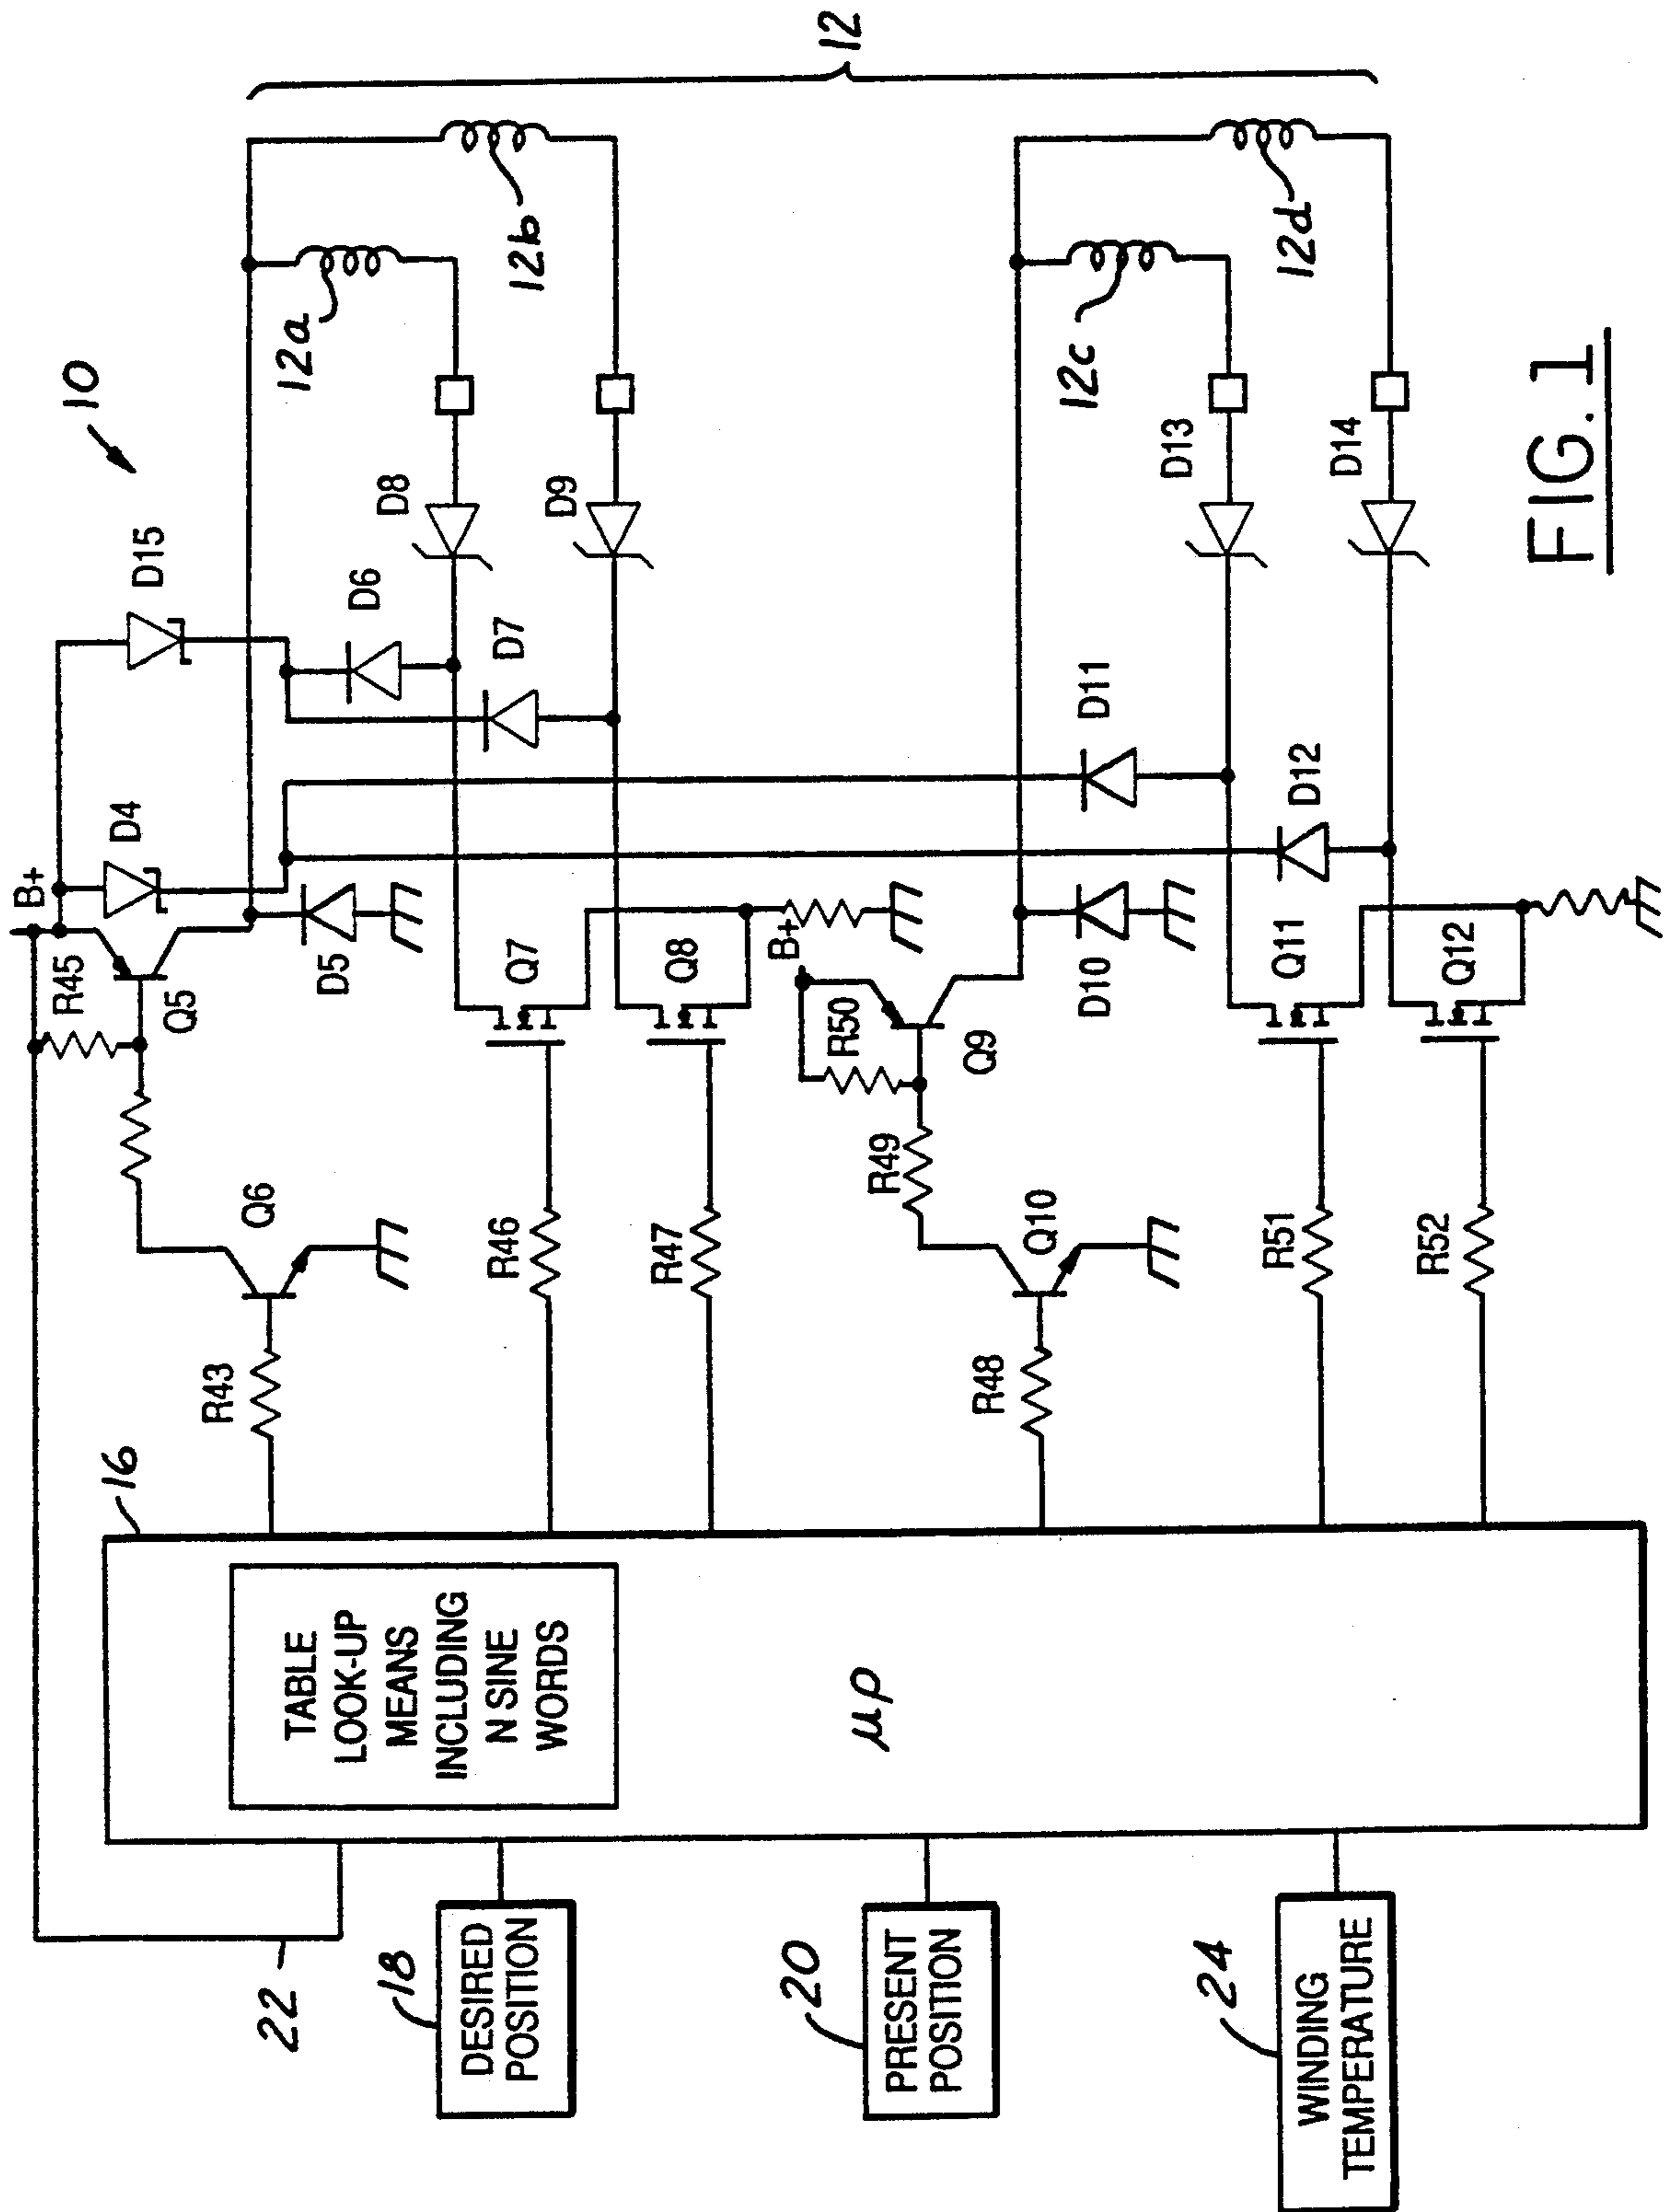 10
12
B+
D4
D15
R45
Q5
D5
D6
D7
D8
D9
12a
12b
16
R43
Q6
R46
Q7
R47
Q8
B+
R50
R49
Q9
D10
R48
Q10
D11
D12
D13
D14
12c
12d
R51
Q11
R52
Q12
TABLE
LOOK-UP
MEANS
INCLUDING
N SINE
WORDS
μp
22
18
DESIRED
POSITION
20
PRESENT
POSITION
24
WINDING
TEMPERATURE
FIG. 1